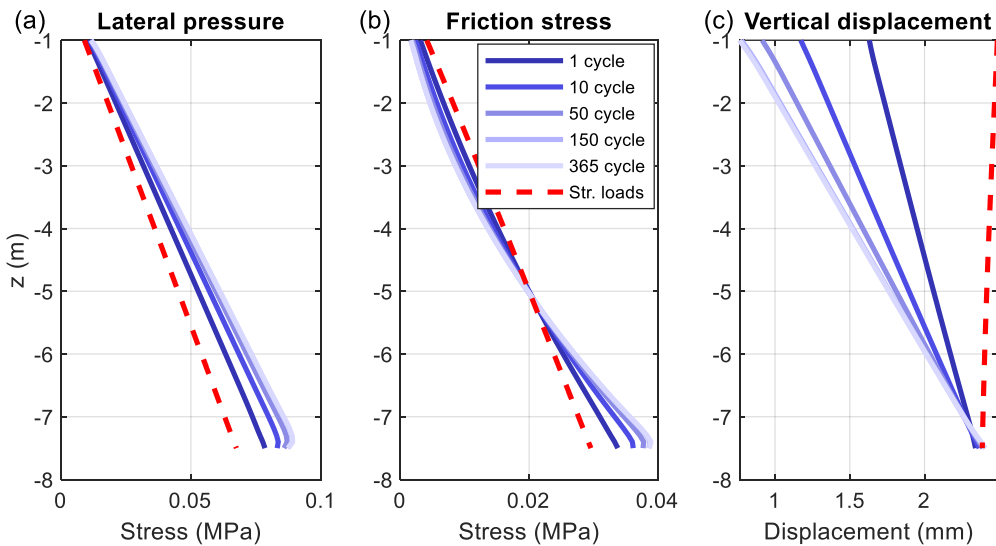 (a) Lateral pressure
-1
-2
-3
-4
-5
-6
-7
-8
z (m)
0 0.05 0.1
Stress (MPa)
(b) Friction stress
-1
-2
-3
-4
-5
-6
-7
-8
0 0.02 0.04
Stress (MPa)
1 cycle
10 cycle
50 cycle
150 cycle
365 cycle
Str. loads
(c) Vertical displacement
-1
-2
-3
-4
-5
-6
-7
-8
1 1.5 2
Displacement (mm)